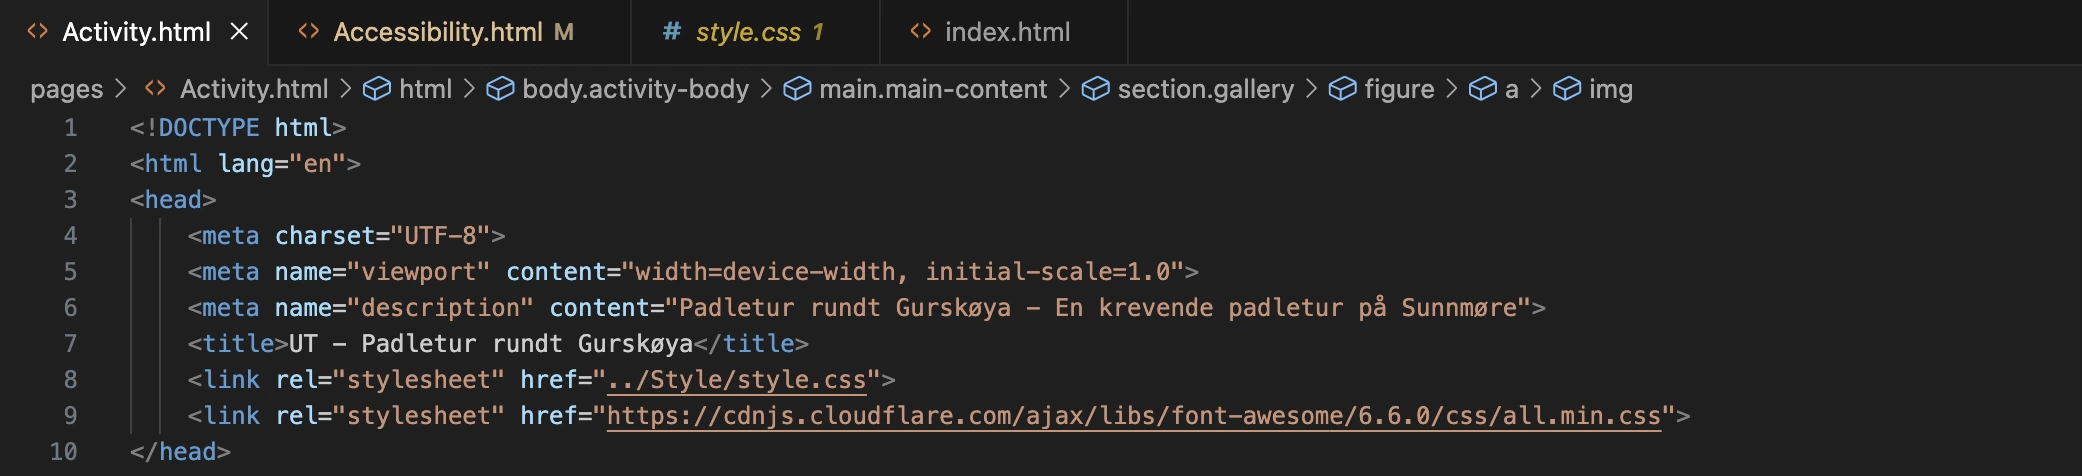 Activity.html Accessibility.html M # style.css 1 index.html
pages > Activity.html > html > body.activity-body > main.main-content > section.gallery > figure > a > img
1 <!DOCTYPE html>
2 <html lang="en">
3 <head>
4 <meta charset="UTF-8">
5 <meta name="viewport" content="width=device-width, initial-scale=1.0">
6 <meta name="description" content="Padletur rundt Gurskøya - En krevende padletur på Sunnmøre">
7 <title>UT - Padletur rundt Gurskøya</title>
8 <link rel="stylesheet" href="../Style/style.css">
9 <link rel="stylesheet" href="https://cdnjs.cloudflare.com/ajax/libs/font-awesome/6.6.0/css/all.min.css">
10 </head>